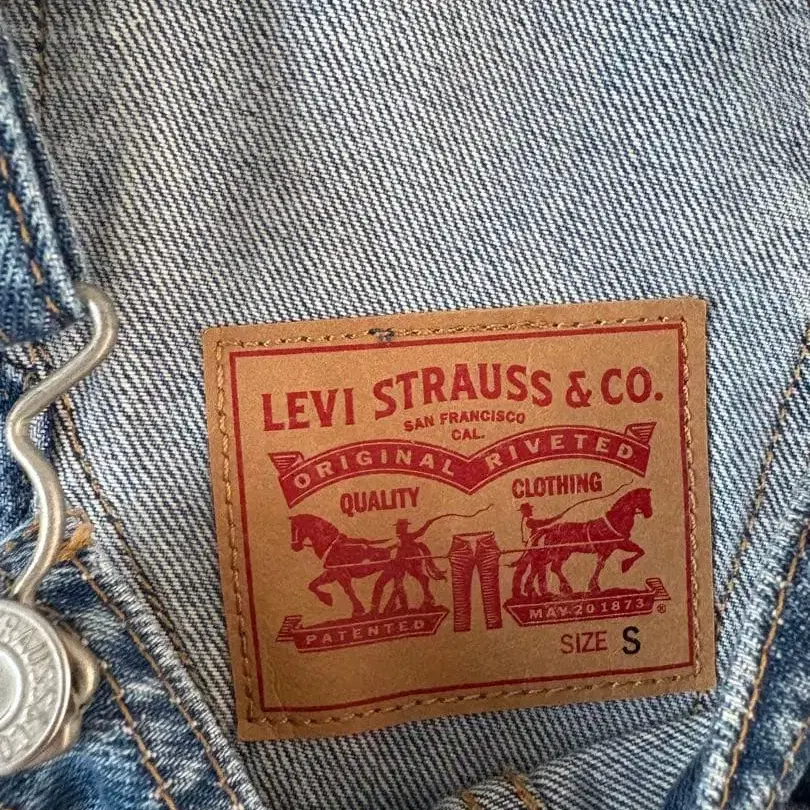 LEVI STRAUSS & CO.
SAN FRANCISCO
CAL.
ORIGINAL RIVETED
QUALITY CLOTHING
PATENTED MAY 20 1873 ®
SIZE S